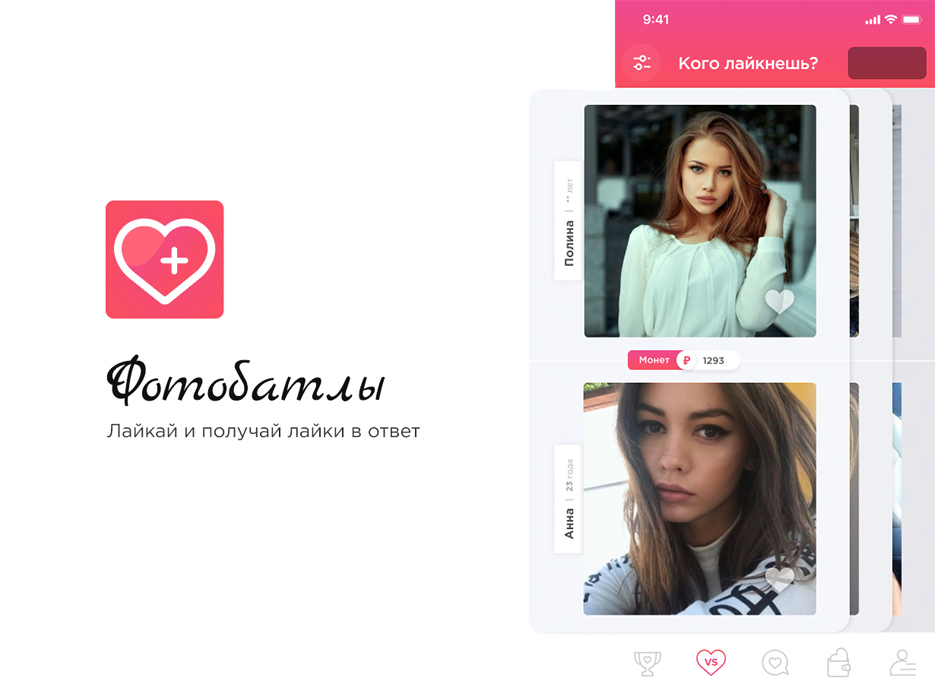 9:41
Кого лайкнешь?
Полина | ** лет
Монет ₽ 1293
Анна | 23 года
VS
Фотобатлы
Лайкай и получай лайки в ответ